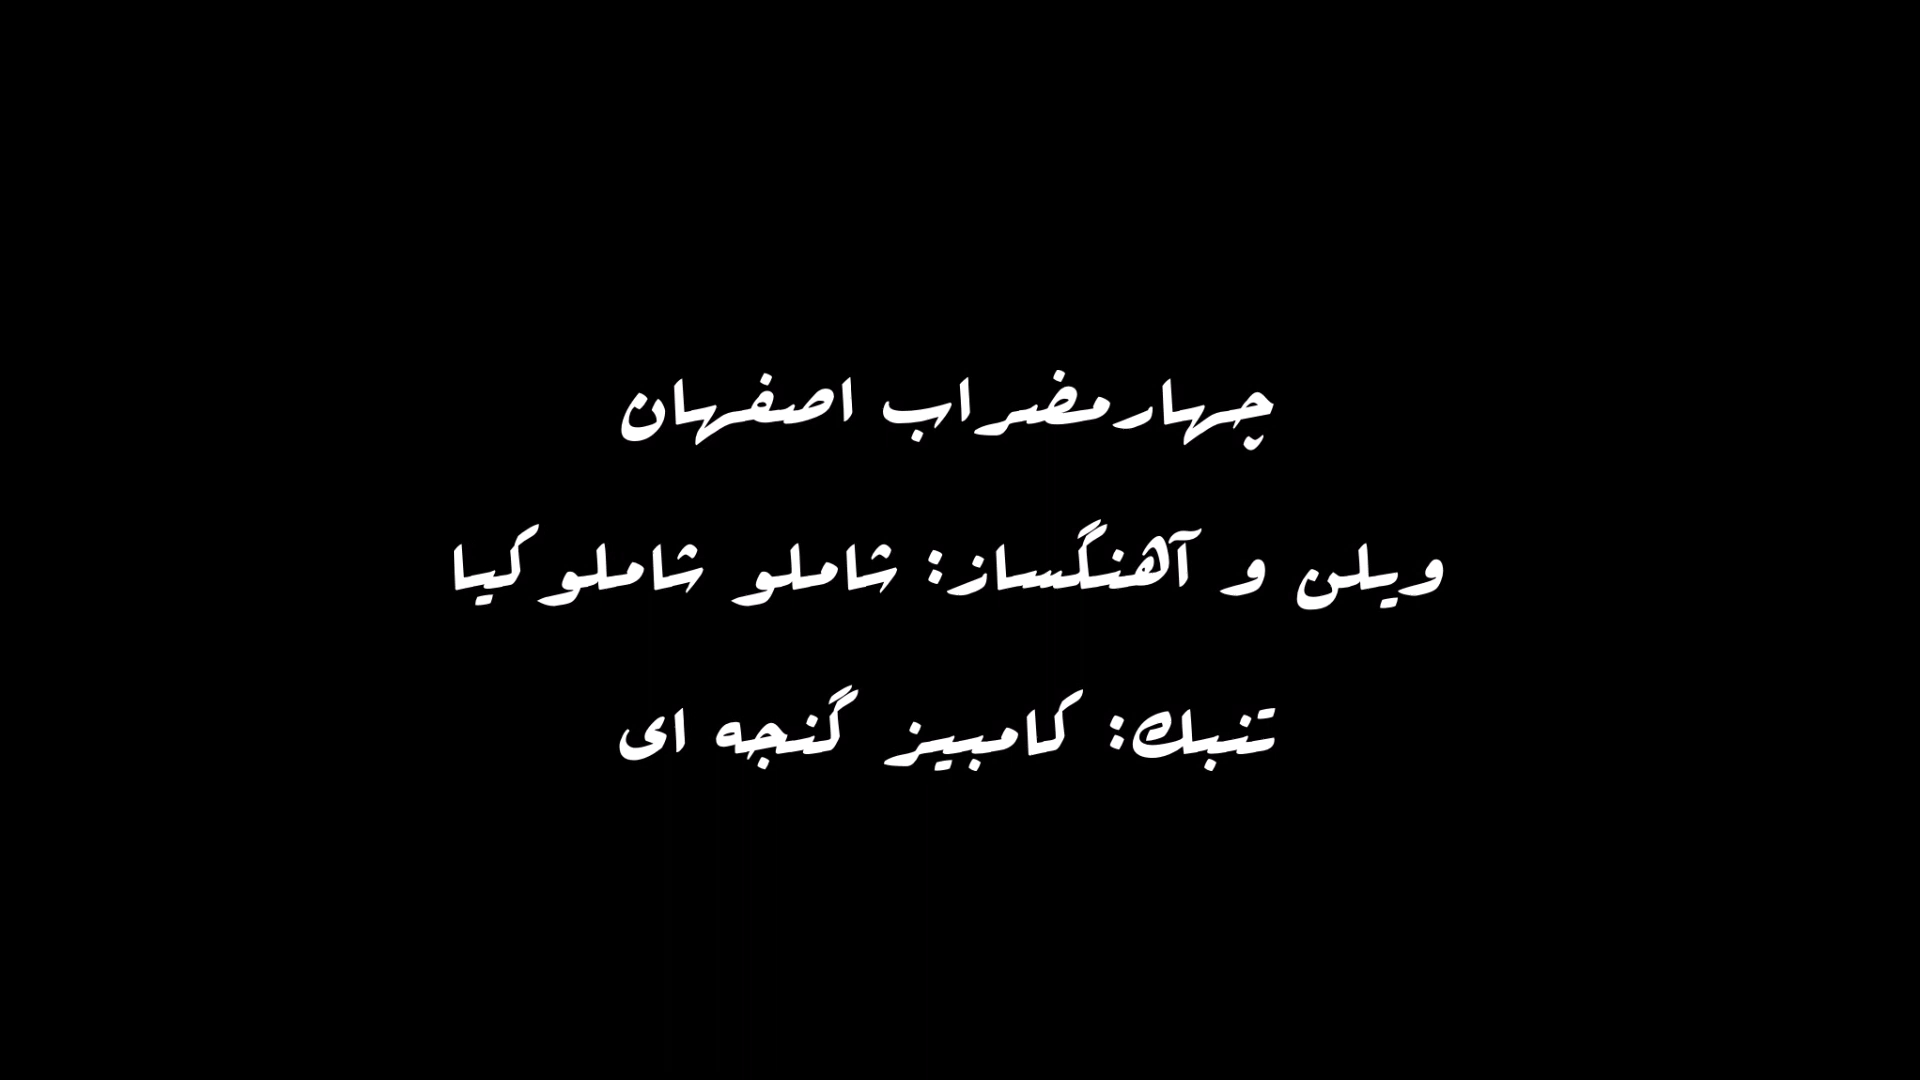 چهارمضراب اصفهان
ویلن و آهنگساز: شاملو شاملوکیا
تنبک: کامبیز گنجه ای